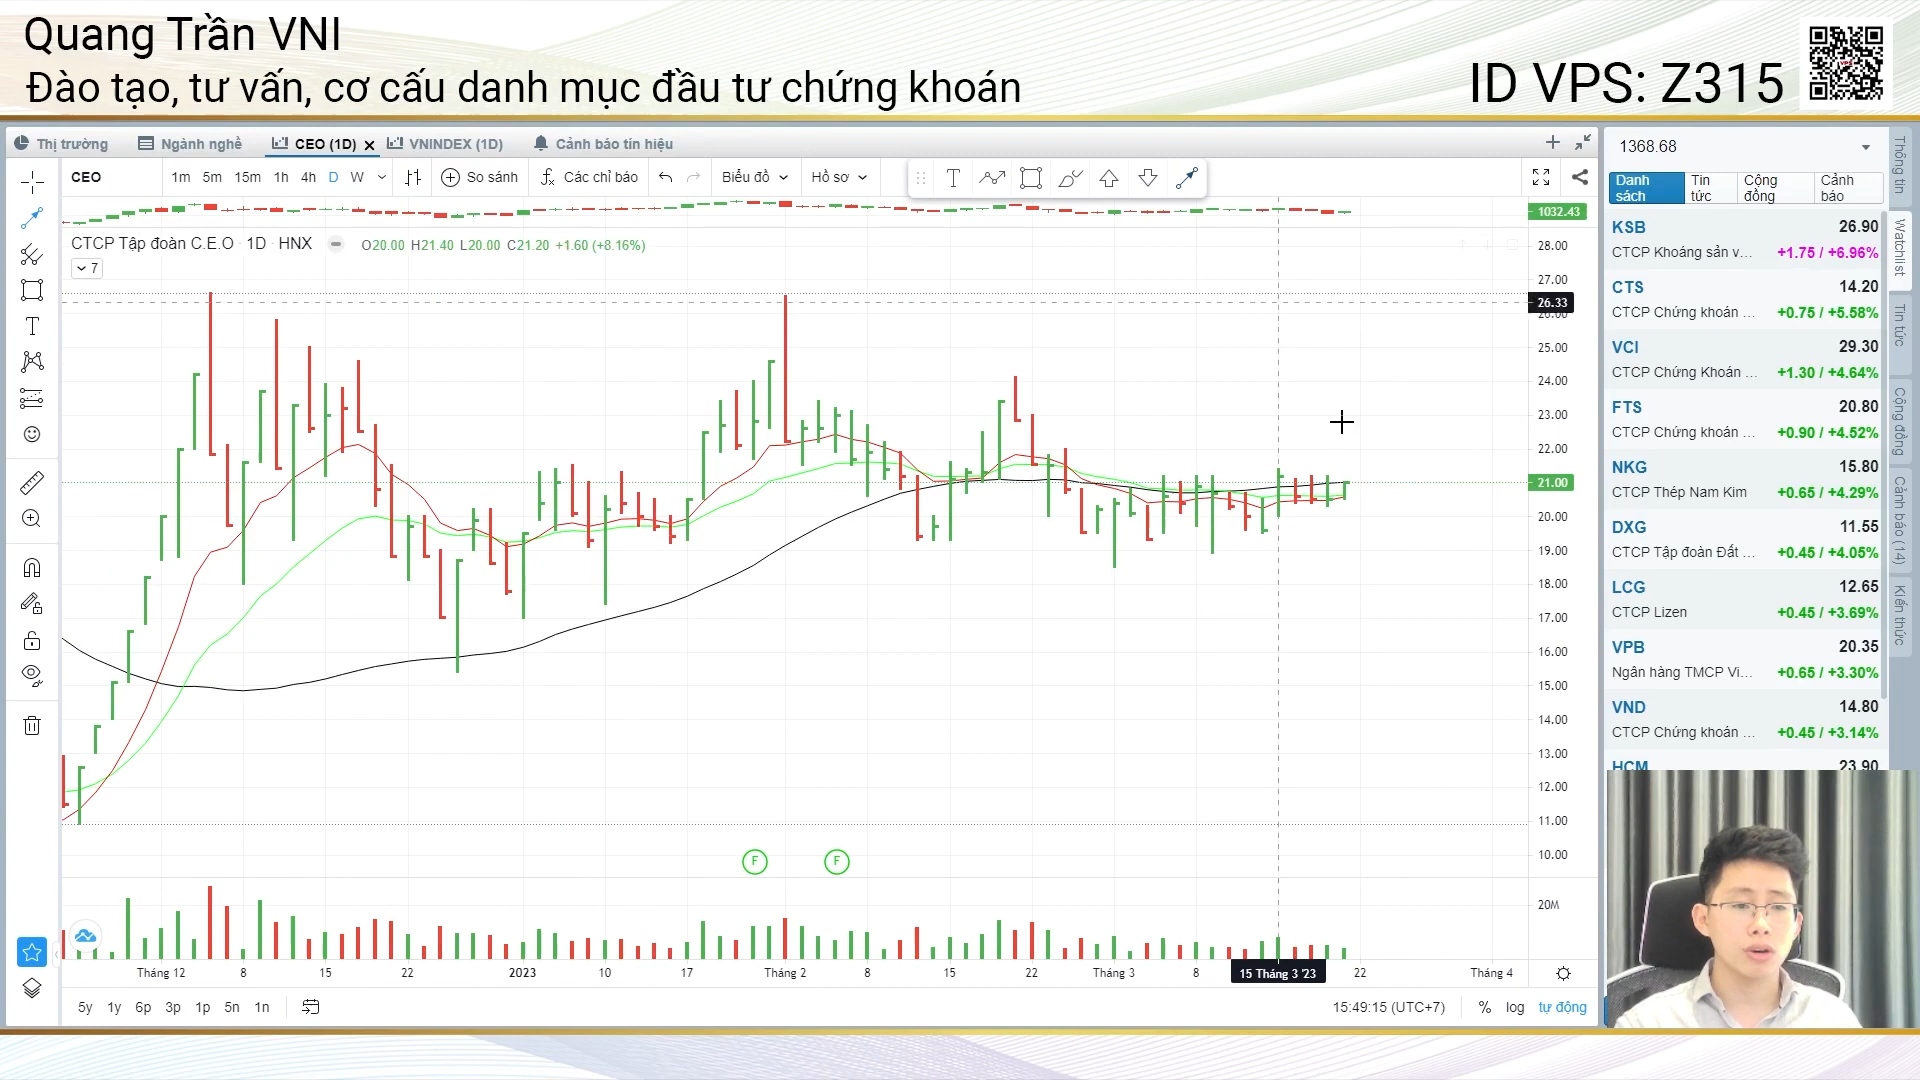 Quang Trần VNI
Đào tạo, tư vấn, cơ cấu danh mục đầu tư chứng khoán
ID VPS: Z315
Thị trường
Ngành nghề
CEO (1D)
VNINDEX (1D)
Cảnh báo tín hiệu
CEO
1m 5m 15m 1h 4h D W
So sánh
Các chỉ báo
Biểu đồ
Hồ sơ
1032.43
CTCP Tập đoàn C.E.O · 1D · HNX
O20.00 H21.40 L20.00 C21.20 +1.60 (+8.16%)
7
28.00
27.00
26.33
26.00
25.00
24.00
23.00
22.00
21.00
20.00
19.00
18.00
17.00
16.00
15.00
14.00
13.00
12.00
11.00
10.00
F F
20M
Tháng 12 8 15 22 2023 10 17 Tháng 2 8 15 22 Tháng 3 8 15 Tháng 3 '23 22 Tháng 4
5y 1y 6p 3p 1p 5n 1n
15:49:15 (UTC+7)
% log tự động
1368.68
Danh sách
Tin tức
Cộng đồng
Cảnh báo
KSB 26.90
CTCP Khoáng sản v... +1.75 / +6.96%
CTS 14.20
CTCP Chứng khoán ... +0.75 / +5.58%
VCI 29.30
CTCP Chứng Khoán ... +1.30 / +4.64%
FTS 20.80
CTCP Chứng khoán ... +0.90 / +4.52%
NKG 15.80
CTCP Thép Nam Kim +0.65 / +4.29%
DXG 11.55
CTCP Tập đoàn Đất ... +0.45 / +4.05%
LCG 12.65
CTCP Lizen +0.45 / +3.69%
VPB 20.35
Ngân hàng TMCP Vi... +0.65 / +3.30%
VND 14.80
CTCP Chứng khoán ... +0.45 / +3.14%
HCM 23.90
Thông tin
Watchlist
Tin tức
Cộng đồng
Cảnh báo (14)
Kiến thức